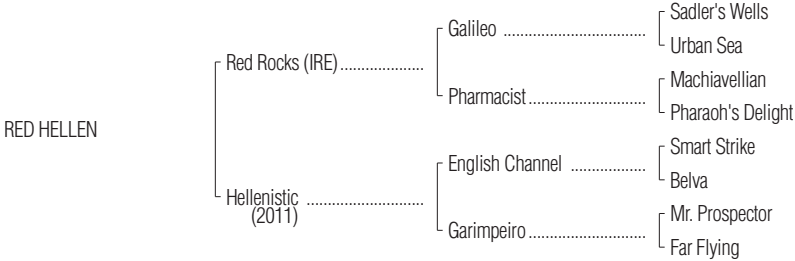 Sadler's Wells
Galileo ................................
Urban Sea
Red Rocks (IRE)...................
Machiavellian
Pharmacist..........................
Pharaoh's Delight
RED HELLEN
Smart Strike
English Channel .................
Belva
Hellenistic ..........................
(2011)
Mr. Prospector
Garimpeiro..........................
Far Flying